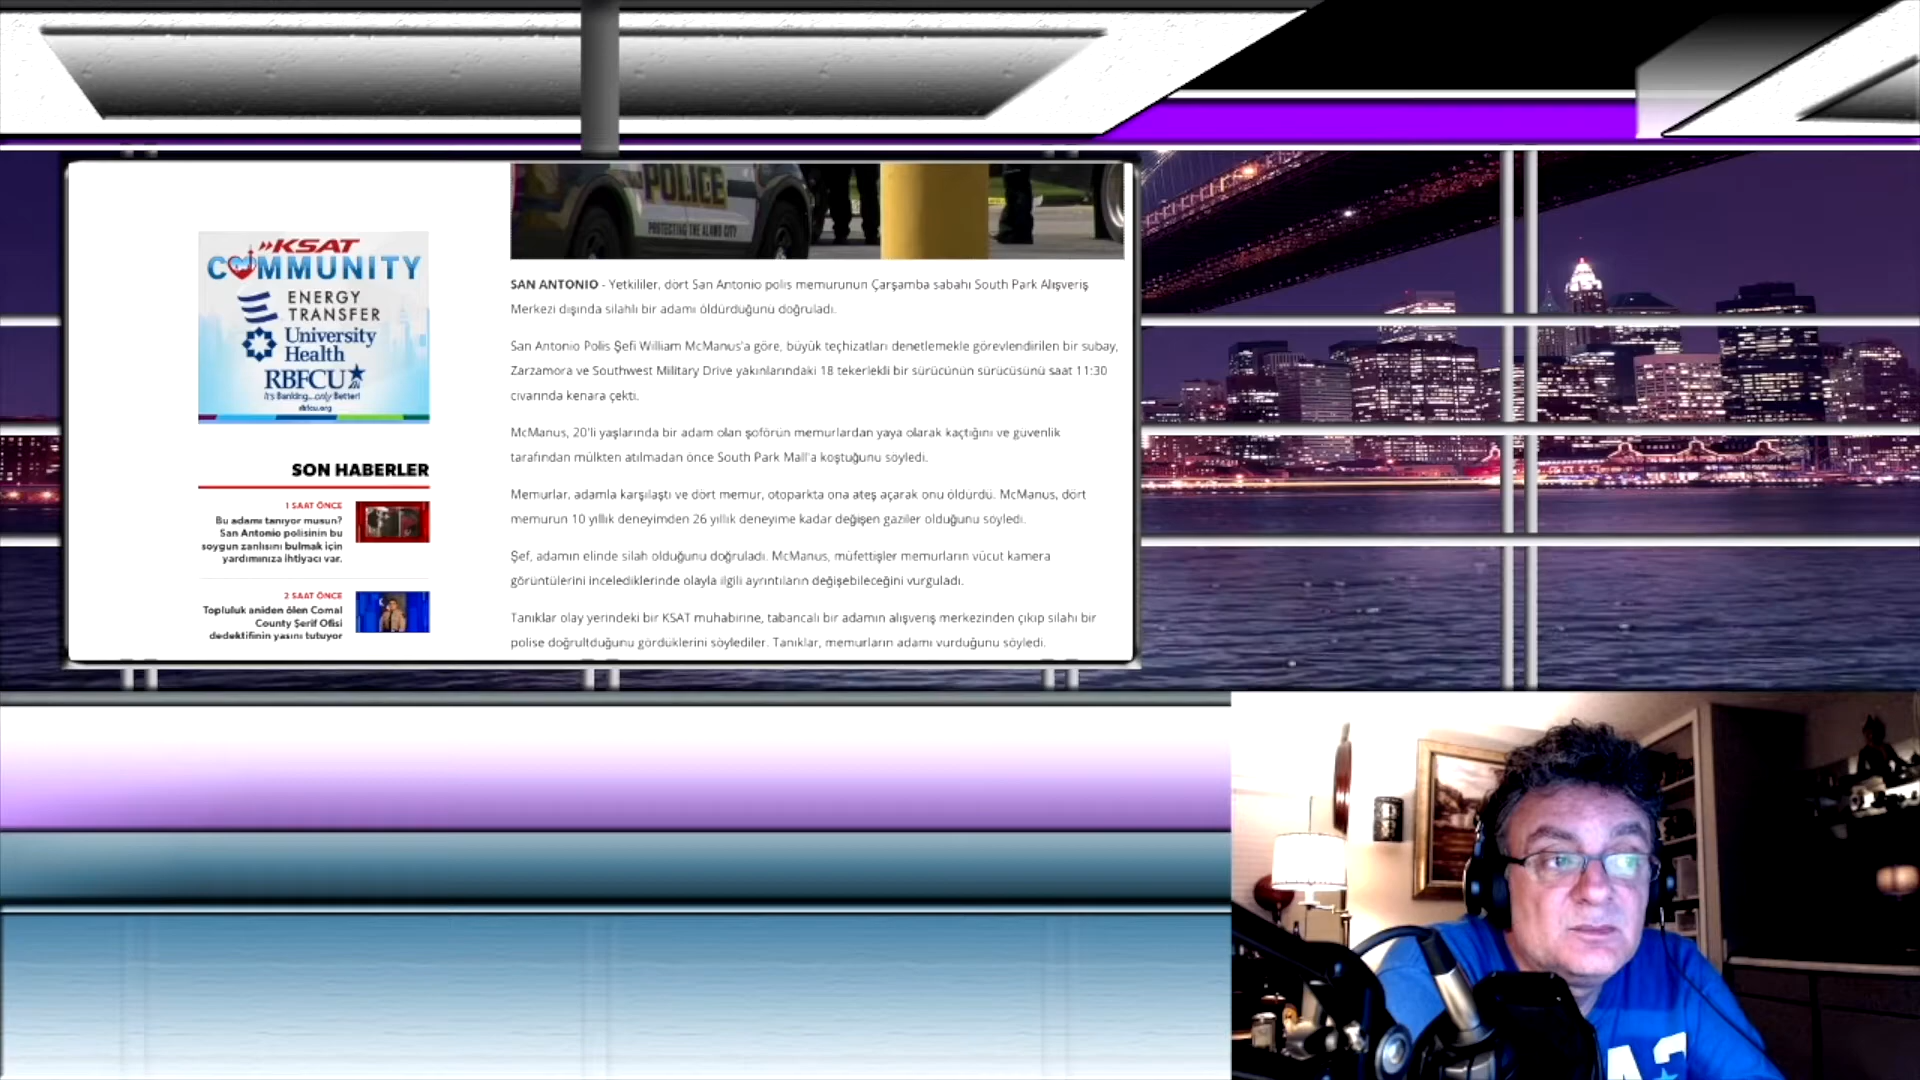 POLICE
PROTECTING THE ALAMO CITY
KSAT
COMMUNITY
ENERGY
TRANSFER
University
Health
RBFCU
It's Banking...only Better!
rbfcu.org
SON HABERLER
1 SAAT ÖNCE
Bu adamı tanıyor musun?
San Antonio polisinin bu
soygun zanlısını bulmak için
yardımınıza ihtiyacı var.
2 SAAT ÖNCE
Topluluk aniden ölen Comal
County Şerif Ofisi
dedektifinin yasını tutuyor
SAN ANTONIO - Yetkililer, dört San Antonio polis memurunun Çarşamba sabahı South Park Alışveriş
Merkezi dışında silahlı bir adamı öldürdüğünü doğruladı.
San Antonio Polis Şefi William McManus'a göre, büyük teçhizatları denetlemekle görevlendirilen bir subay,
Zarzamora ve Southwest Military Drive yakınlarındaki 18 tekerlekli bir sürücünün sürücüsünü saat 11:30
civarında kenara çekti.
McManus, 20'li yaşlarında bir adam olan şoförün memurlardan yaya olarak kaçtığını ve güvenlik
tarafından mülkten atılmadan önce South Park Mall'a koştuğunu söyledi.
Memurlar, adamla karşılaştı ve dört memur, otoparkta ona ateş açarak onu öldürdü. McManus, dört
memurun 10 yıllık deneyimden 26 yıllık deneyime kadar değişen gaziler olduğunu söyledi.
Şef, adamın elinde silah olduğunu doğruladı. McManus, müfettişler memurların vücut kamera
görüntülerini incelediklerinde olayla ilgili ayrıntıların değişebileceğini vurguladı.
Tanıklar olay yerindeki bir KSAT muhabirine, tabancalı bir adamın alışveriş merkezinden çıkıp silahı bir
polise doğrulttuğunu gördüklerini söylediler. Tanıklar, memurların adamı vurduğunu söyledi.